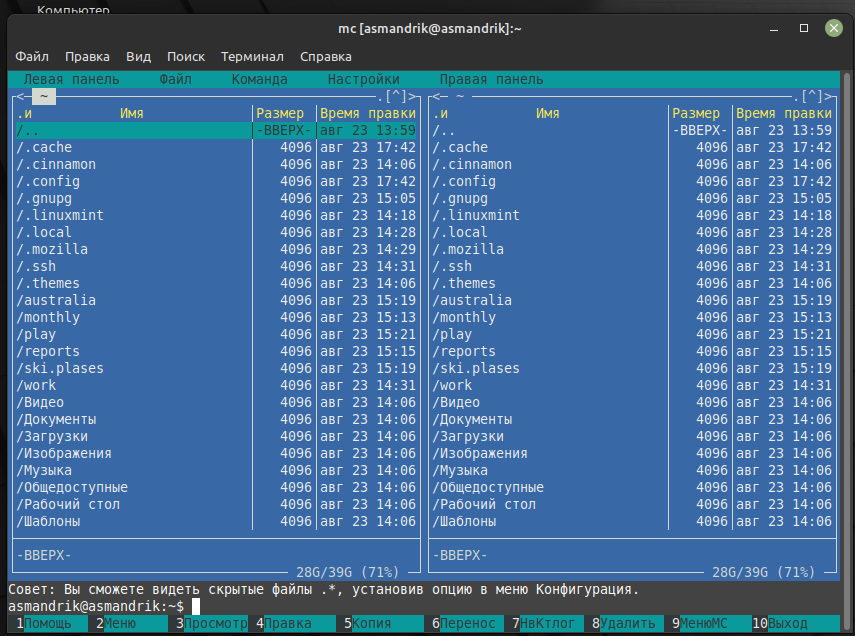 Компьютер
mc [asmandrik@asmandrik]:~
Файл Правка Вид Поиск Терминал Справка
Левая панель Файл Команда Настройки Правая панель
<─ ~ ─.[^]> <─ ~ ─.[^]>
.и Имя Размер Время правки .и Имя Размер Время правки
/.. -ВВЕРХ- авг 23 13:59 /.. -ВВЕРХ- авг 23 13:59
/.cache 4096 авг 23 17:42 /.cache 4096 авг 23 17:42
/.cinnamon 4096 авг 23 14:06 /.cinnamon 4096 авг 23 14:06
/.config 4096 авг 23 17:42 /.config 4096 авг 23 17:42
/.gnupg 4096 авг 23 15:05 /.gnupg 4096 авг 23 15:05
/.linuxmint 4096 авг 23 14:18 /.linuxmint 4096 авг 23 14:18
/.local 4096 авг 23 14:28 /.local 4096 авг 23 14:28
/.mozilla 4096 авг 23 14:29 /.mozilla 4096 авг 23 14:29
/.ssh 4096 авг 23 14:31 /.ssh 4096 авг 23 14:31
/.themes 4096 авг 23 14:06 /.themes 4096 авг 23 14:06
/australia 4096 авг 23 15:19 /australia 4096 авг 23 15:19
/monthly 4096 авг 23 15:13 /monthly 4096 авг 23 15:13
/play 4096 авг 23 15:21 /play 4096 авг 23 15:21
/reports 4096 авг 23 15:15 /reports 4096 авг 23 15:15
/ski.plases 4096 авг 23 15:19 /ski.plases 4096 авг 23 15:19
/work 4096 авг 23 14:31 /work 4096 авг 23 14:31
/Видео 4096 авг 23 14:06 /Видео 4096 авг 23 14:06
/Документы 4096 авг 23 14:06 /Документы 4096 авг 23 14:06
/Загрузки 4096 авг 23 14:06 /Загрузки 4096 авг 23 14:06
/Изображения 4096 авг 23 14:06 /Изображения 4096 авг 23 14:06
/Музыка 4096 авг 23 14:06 /Музыка 4096 авг 23 14:06
/Общедоступные 4096 авг 23 14:06 /Общедоступные 4096 авг 23 14:06
/Рабочий стол 4096 авг 23 14:06 /Рабочий стол 4096 авг 23 14:06
/Шаблоны 4096 авг 23 14:06 /Шаблоны 4096 авг 23 14:06
-ВВЕРХ- -ВВЕРХ-
28G/39G (71%) 28G/39G (71%)
Совет: Вы сможете видеть скрытые файлы .*, установив опцию в меню Конфигурация.
asmandrik@asmandrik:~$
1Помощь 2Меню 3Просмотр 4Правка 5Копия 6Перенос 7НвКтлог 8Удалить 9МенюМС 10Выход